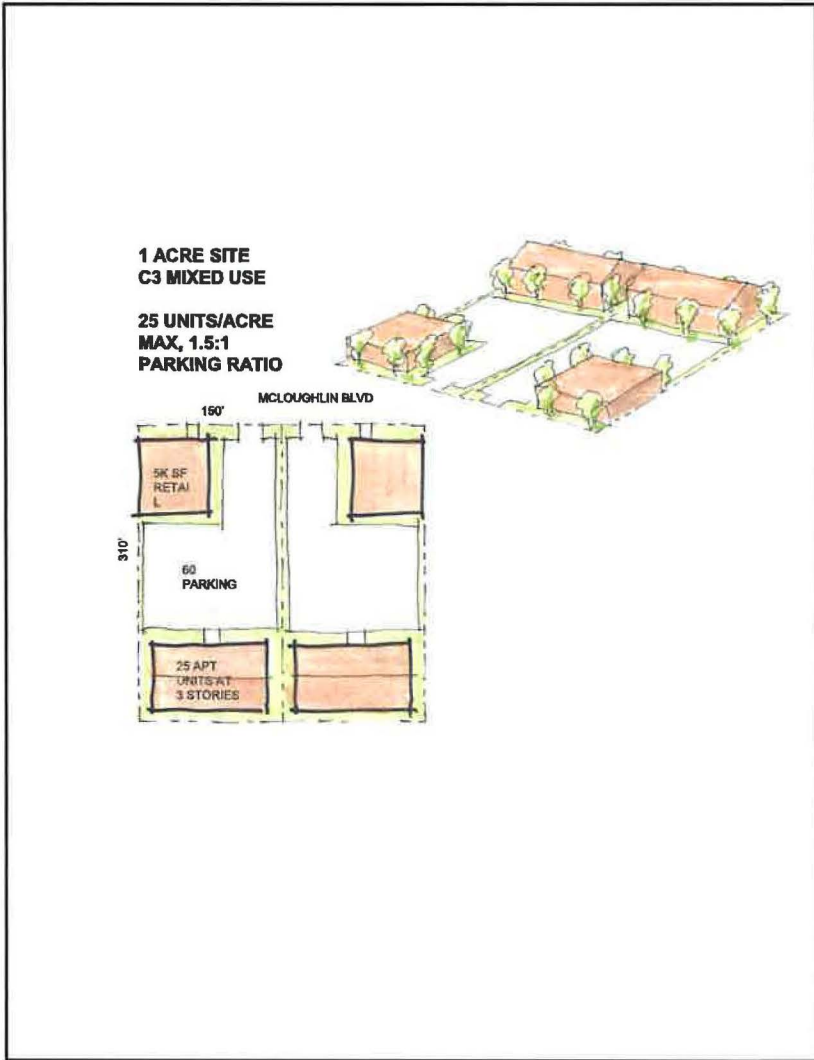 1 ACRE SITE
C3 MIXED USE
25 UNITS/ACRE
MAX, 1.5:1
PARKING RATIO
MCLOUGHLIN BLVD
150'
5K SF
RETAI
L
310'
60
PARKING
25 APT
UNITS AT
3 STORIES